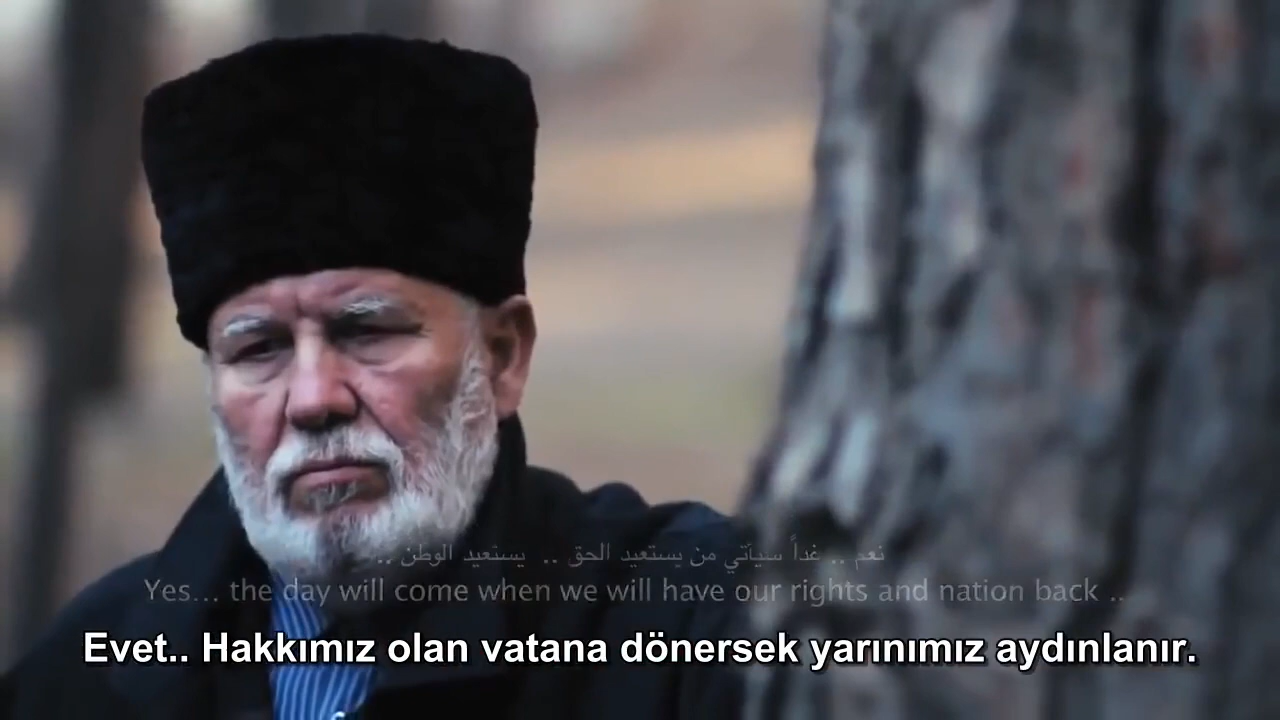 نعم .. غداً سيأتي من يستعيد الحق .. يستعيد الوطن ..
Yes... the day will come when we will have our rights and nation back ..
Evet.. Hakkımız olan vatana dönersek yarınımız aydınlanır.